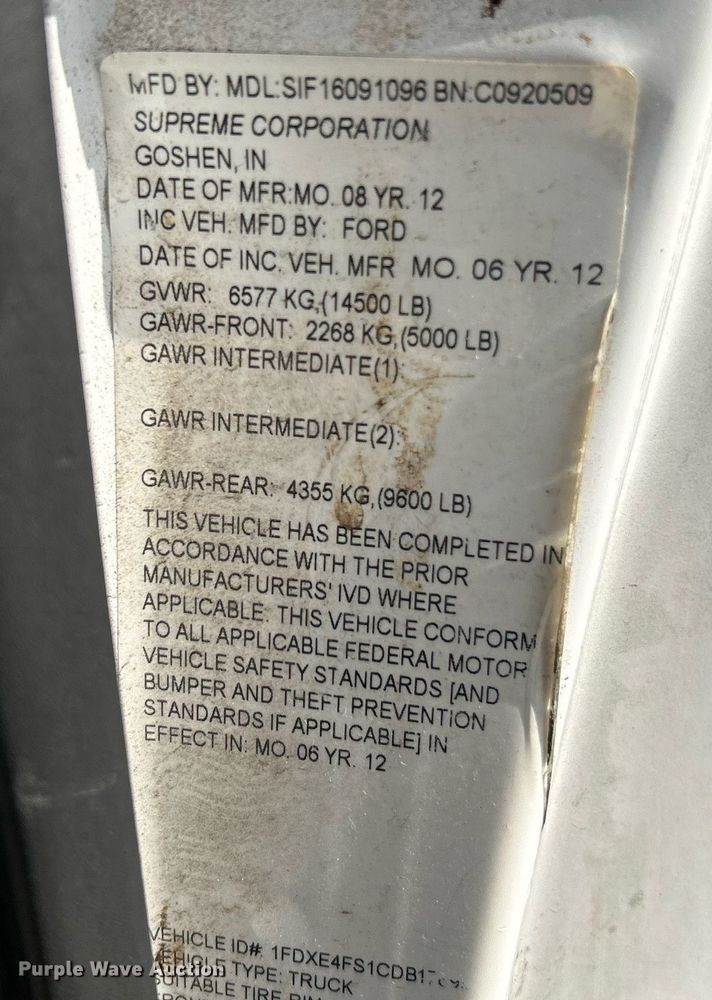 MFD BY: MDL:SIF16091096 BN:C0920509
SUPREME CORPORATION
GOSHEN, IN
DATE OF MFR:MO. 08 YR. 12
INC VEH. MFD BY: FORD
DATE OF INC. VEH. MFR MO. 06 YR. 12
GVWR: 6577 KG,(14500 LB)
GAWR-FRONT: 2268 KG,(5000 LB)
GAWR INTERMEDIATE(1):
GAWR INTERMEDIATE(2):
GAWR-REAR: 4355 KG,(9600 LB)
THIS VEHICLE HAS BEEN COMPLETED IN
ACCORDANCE WITH THE PRIOR
MANUFACTURERS' IVD WHERE
APPLICABLE. THIS VEHICLE CONFORM
TO ALL APPLICABLE FEDERAL MOTOR
VEHICLE SAFETY STANDARDS [AND
BUMPER AND THEFT PREVENTION
STANDARDS IF APPLICABLE] IN
EFFECT IN: MO. 06 YR. 12
VEHICLE ID#:
VEHICLE TYPE: TRUCK
SUITABLE TIRE
Purple Wave Auction